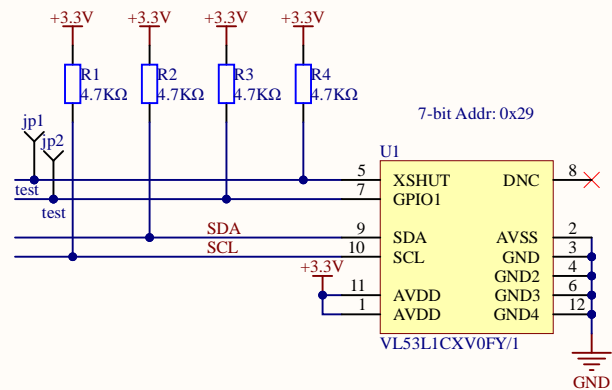 +3.3V +3.3V +3.3V +3.3V
R1 R2 R3 R4
4.7KΩ 4.7KΩ 4.7KΩ 4.7KΩ
jp1
jp2
7-bit Addr: 0x29
U1
5 XSHUT DNC 8
test
7 GPIO1
test
SDA 9 SDA AVSS 2
SCL 10 SCL GND 3
+3.3V
GND2 4
11 AVDD GND3 6
1 AVDD GND4 12
VL53L1CXV0FY/1
GND